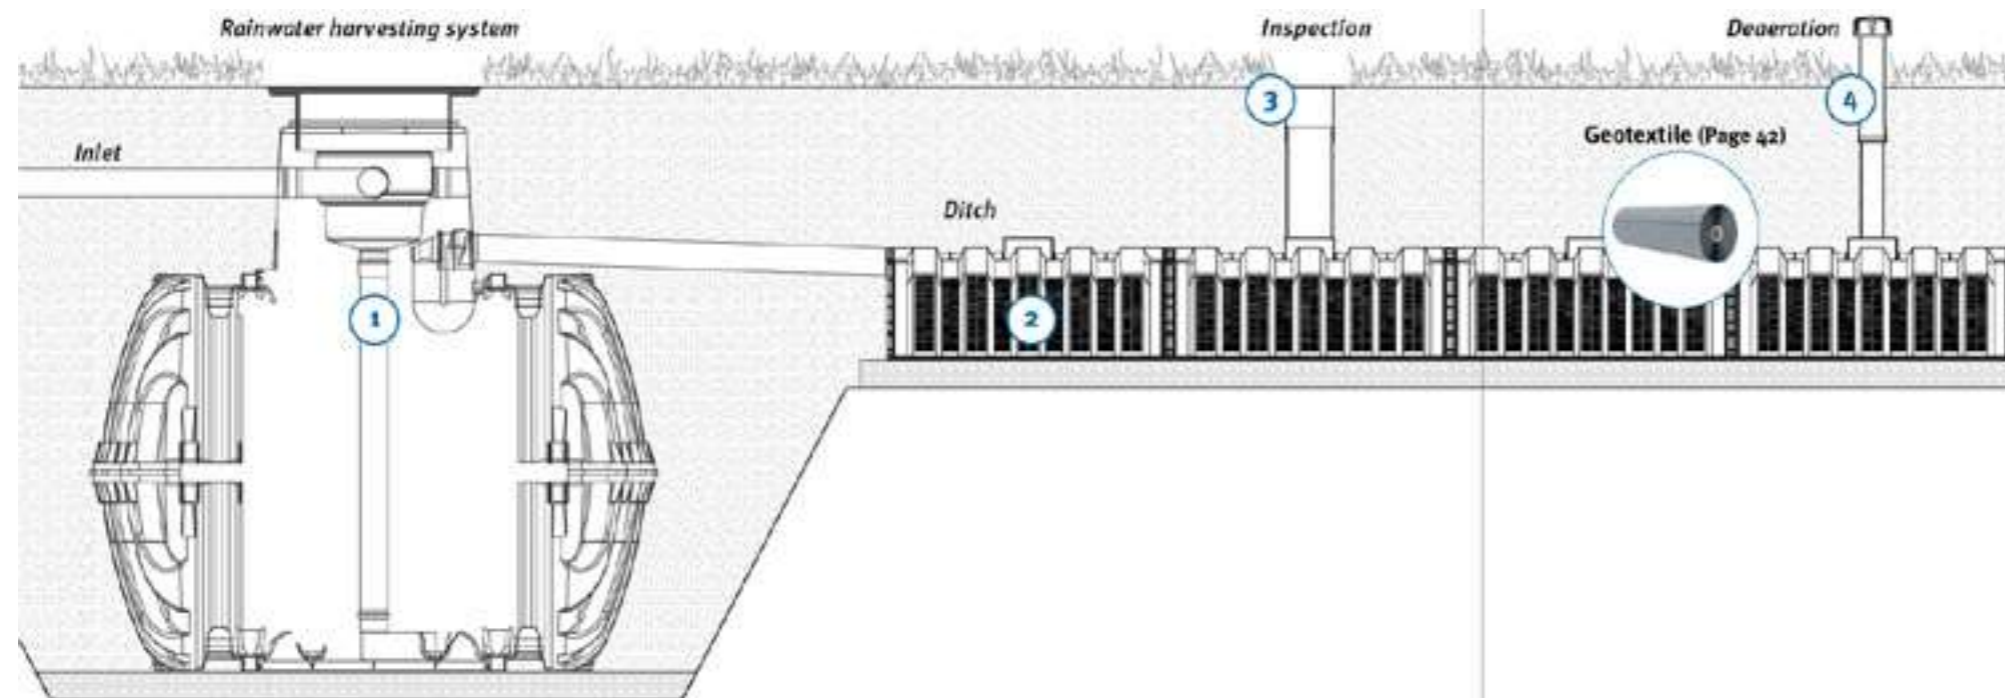 Rainwater harvesting system
Inspection
Deaeration
3
4
Geotextile (Page 42)
Inlet
Ditch
1
2